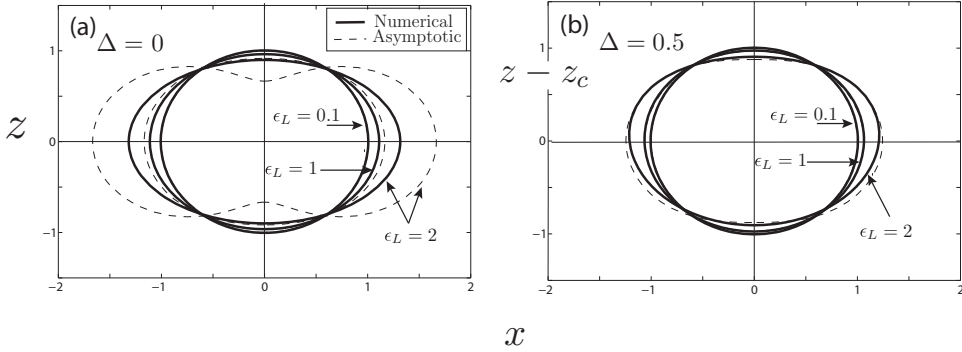 (a)
Δ = 0
Numerical
Asymptotic
1
0
−1
z
ϵ_L = 0.1
ϵ_L = 1
ϵ_L = 2
−2 −1 0 1 2
(b)
Δ = 0.5
z − z_c
1
0
−1
ϵ_L = 0.1
ϵ_L = 1
ϵ_L = 2
−2 −1 0 1 2
x